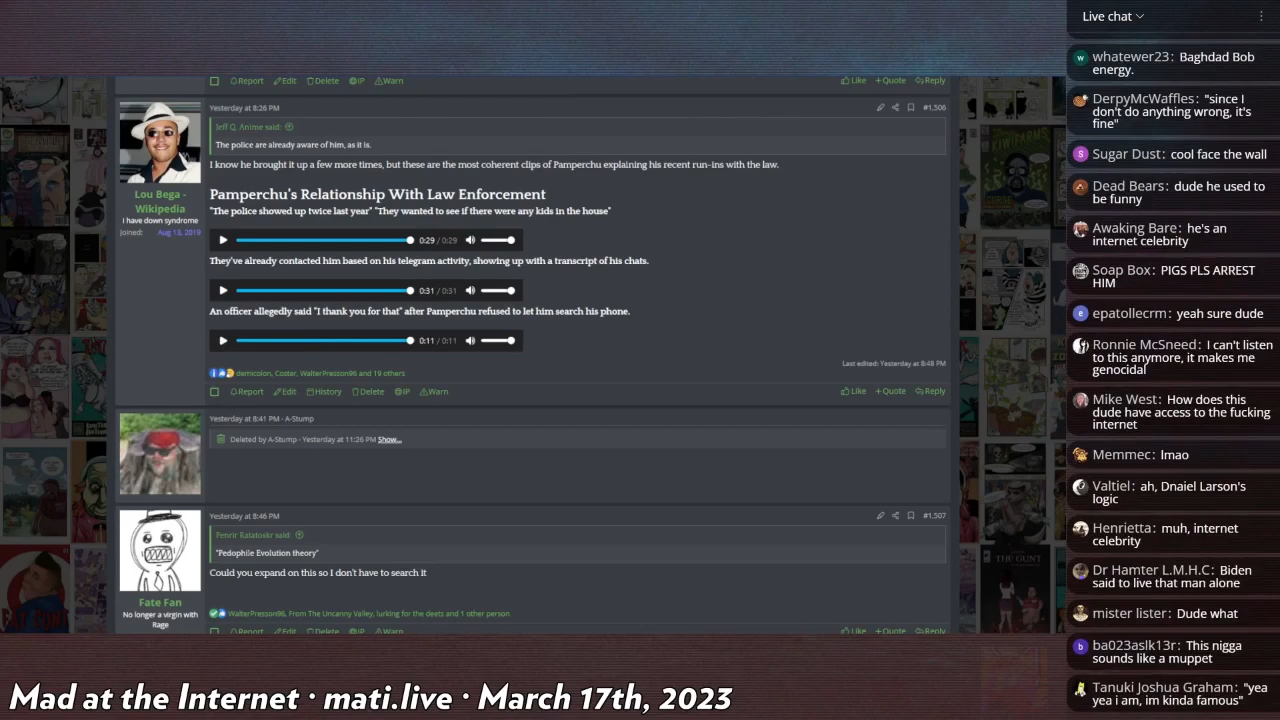 Report Edit Delete IP Warn
Like + Quote Reply
Yesterday at 8:26 PM
#1,506
Jeff Q. Anime said:
The police are already aware of him, as it is.
I know he brought it up a few more times, but these are the most coherent clips of Pamperchu explaining his recent run-ins with the law.
Lou Bega -
Wikipedia
I have down syndrome
Joined: Aug 13, 2019
Pamperchu's Relationship With Law Enforcement
"The police showed up twice last year" "They wanted to see if there were any kids in the house"
0:29 / 0:29
They've already contacted him based on his telegram activity, showing up with a transcript of his chats.
0:31 / 0:31
An officer allegedly said "I thank you for that" after Pamperchu refused to let him search his phone.
0:11 / 0:11
Last edited: Yesterday at 8:48 PM
demicolon, Coster, WalterPresson96 and 19 others
Report Edit History Delete IP Warn
Like + Quote Reply
Yesterday at 8:41 PM · A-Stump
Deleted by A-Stump · Yesterday at 11:26 PM Show...
Yesterday at 8:46 PM
#1,507
Fenrir Ratatoskr said:
"Pedophile Evolution theory"
Could you expand on this so I don't have to search it
Fate Fan
No longer a virgin with
Rage
WalterPresson96, From The Uncanny Valley, lurking for the deets and 1 other person
Report Edit Delete IP Warn
Like + Quote Reply
THE GUNT
Mad at the Internet · mati.live · March 17th, 2023
Live chat
whatewer23: Baghdad Bob
energy.
DerpyMcWaffles: "since I
don't do anything wrong, it's
fine"
Sugar Dust: cool face the wall
Dead Bears: dude he used to
be funny
Awaking Bare: he's an
internet celebrity
Soap Box: PIGS PLS ARREST
HIM
epatollecrm: yeah sure dude
Ronnie McSneed: I can't listen
to this anymore, it makes me
genocidal
Mike West: How does this
dude have access to the fucking
internet
Memmec: lmao
Valtiel: ah, Dnaiel Larson's
logic
Henrietta: muh, internet
celebrity
Dr Hamter L.M.H.C: Biden
said to live that man alone
mister lister: Dude what
ba023aslk13r: This nigga
sounds like a muppet
Tanuki Joshua Graham: "yea
yea i am, im kinda famous"